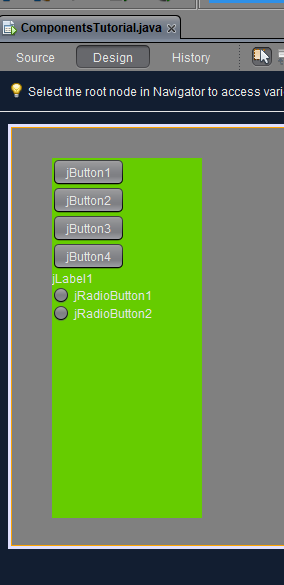 ComponentsTutorial.java
Source Design History
Select the root node in Navigator to access vari
jButton1
jButton2
jButton3
jButton4
jLabel1
jRadioButton1
jRadioButton2